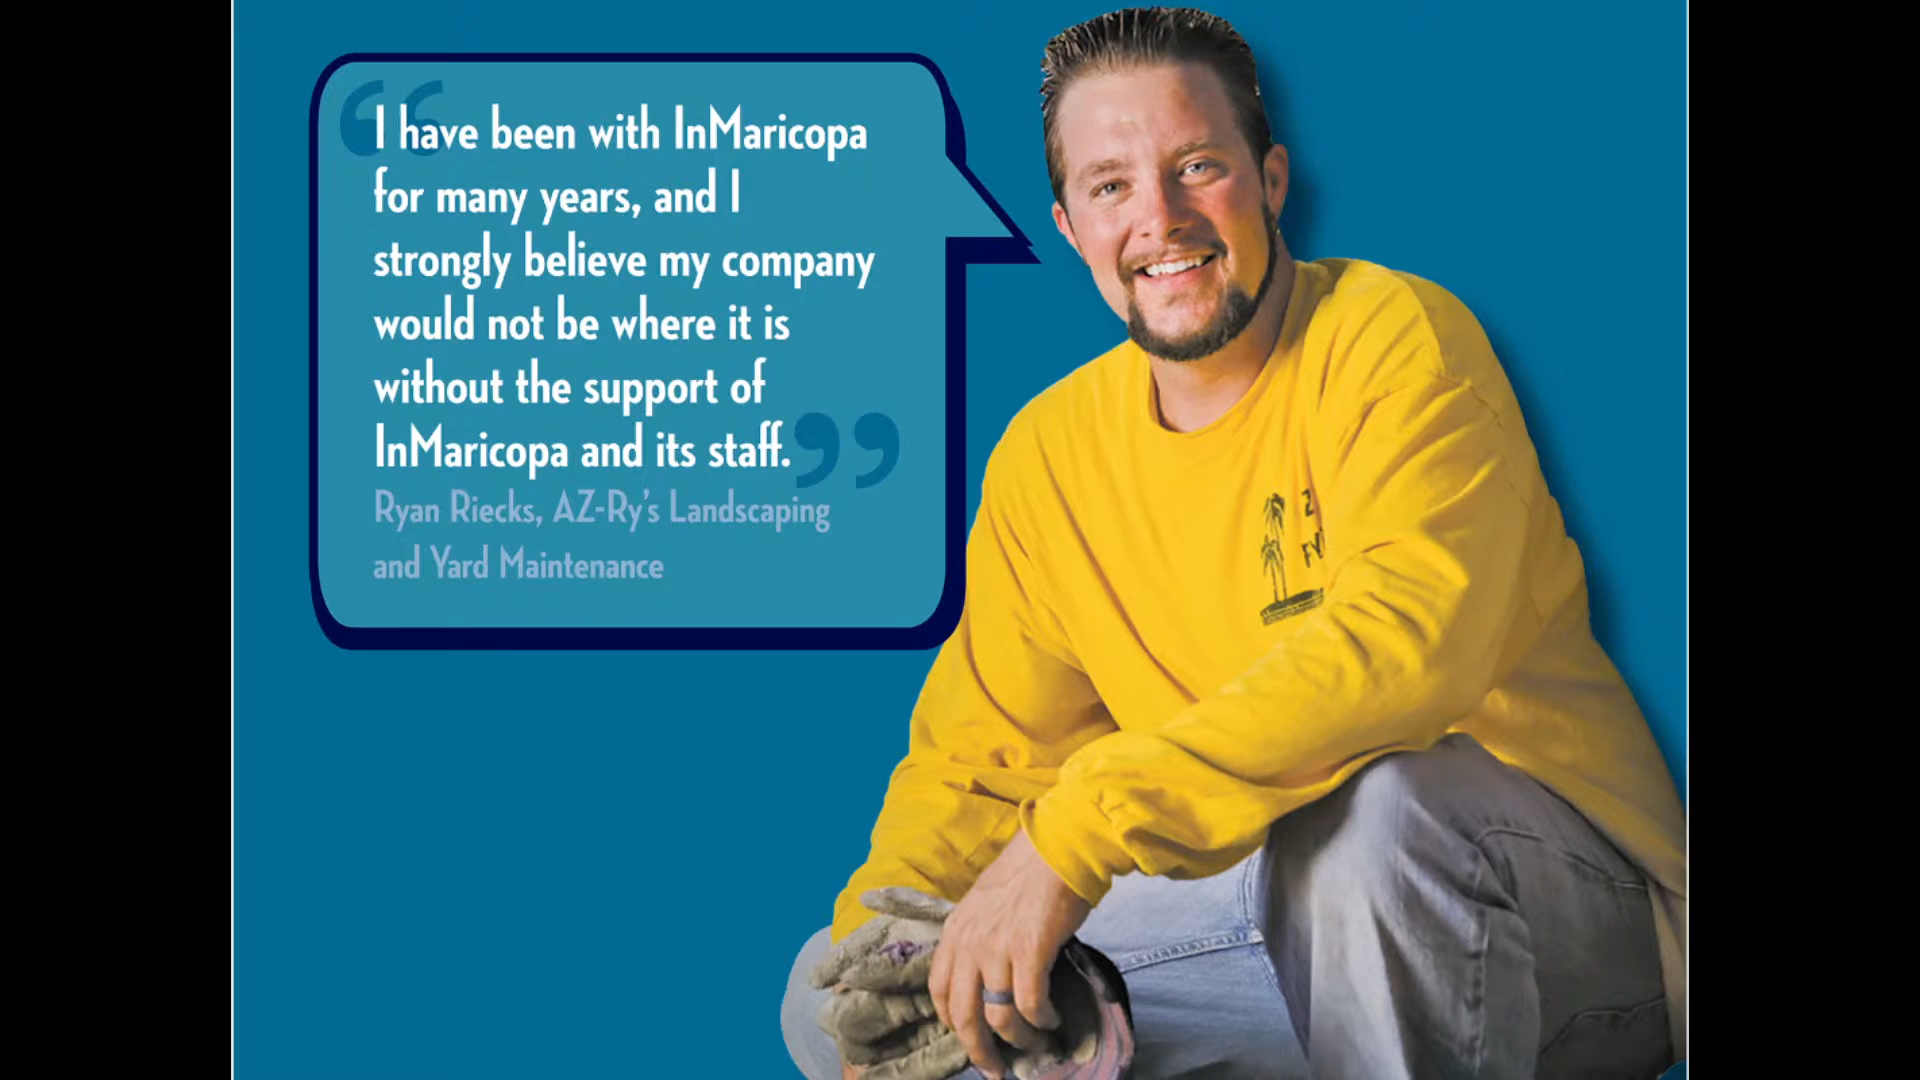 “I have been with InMaricopa
for many years, and I
strongly believe my company
would not be where it is
without the support of
InMaricopa and its staff.”
Ryan Riecks, AZ-Ry's Landscaping
and Yard Maintenance